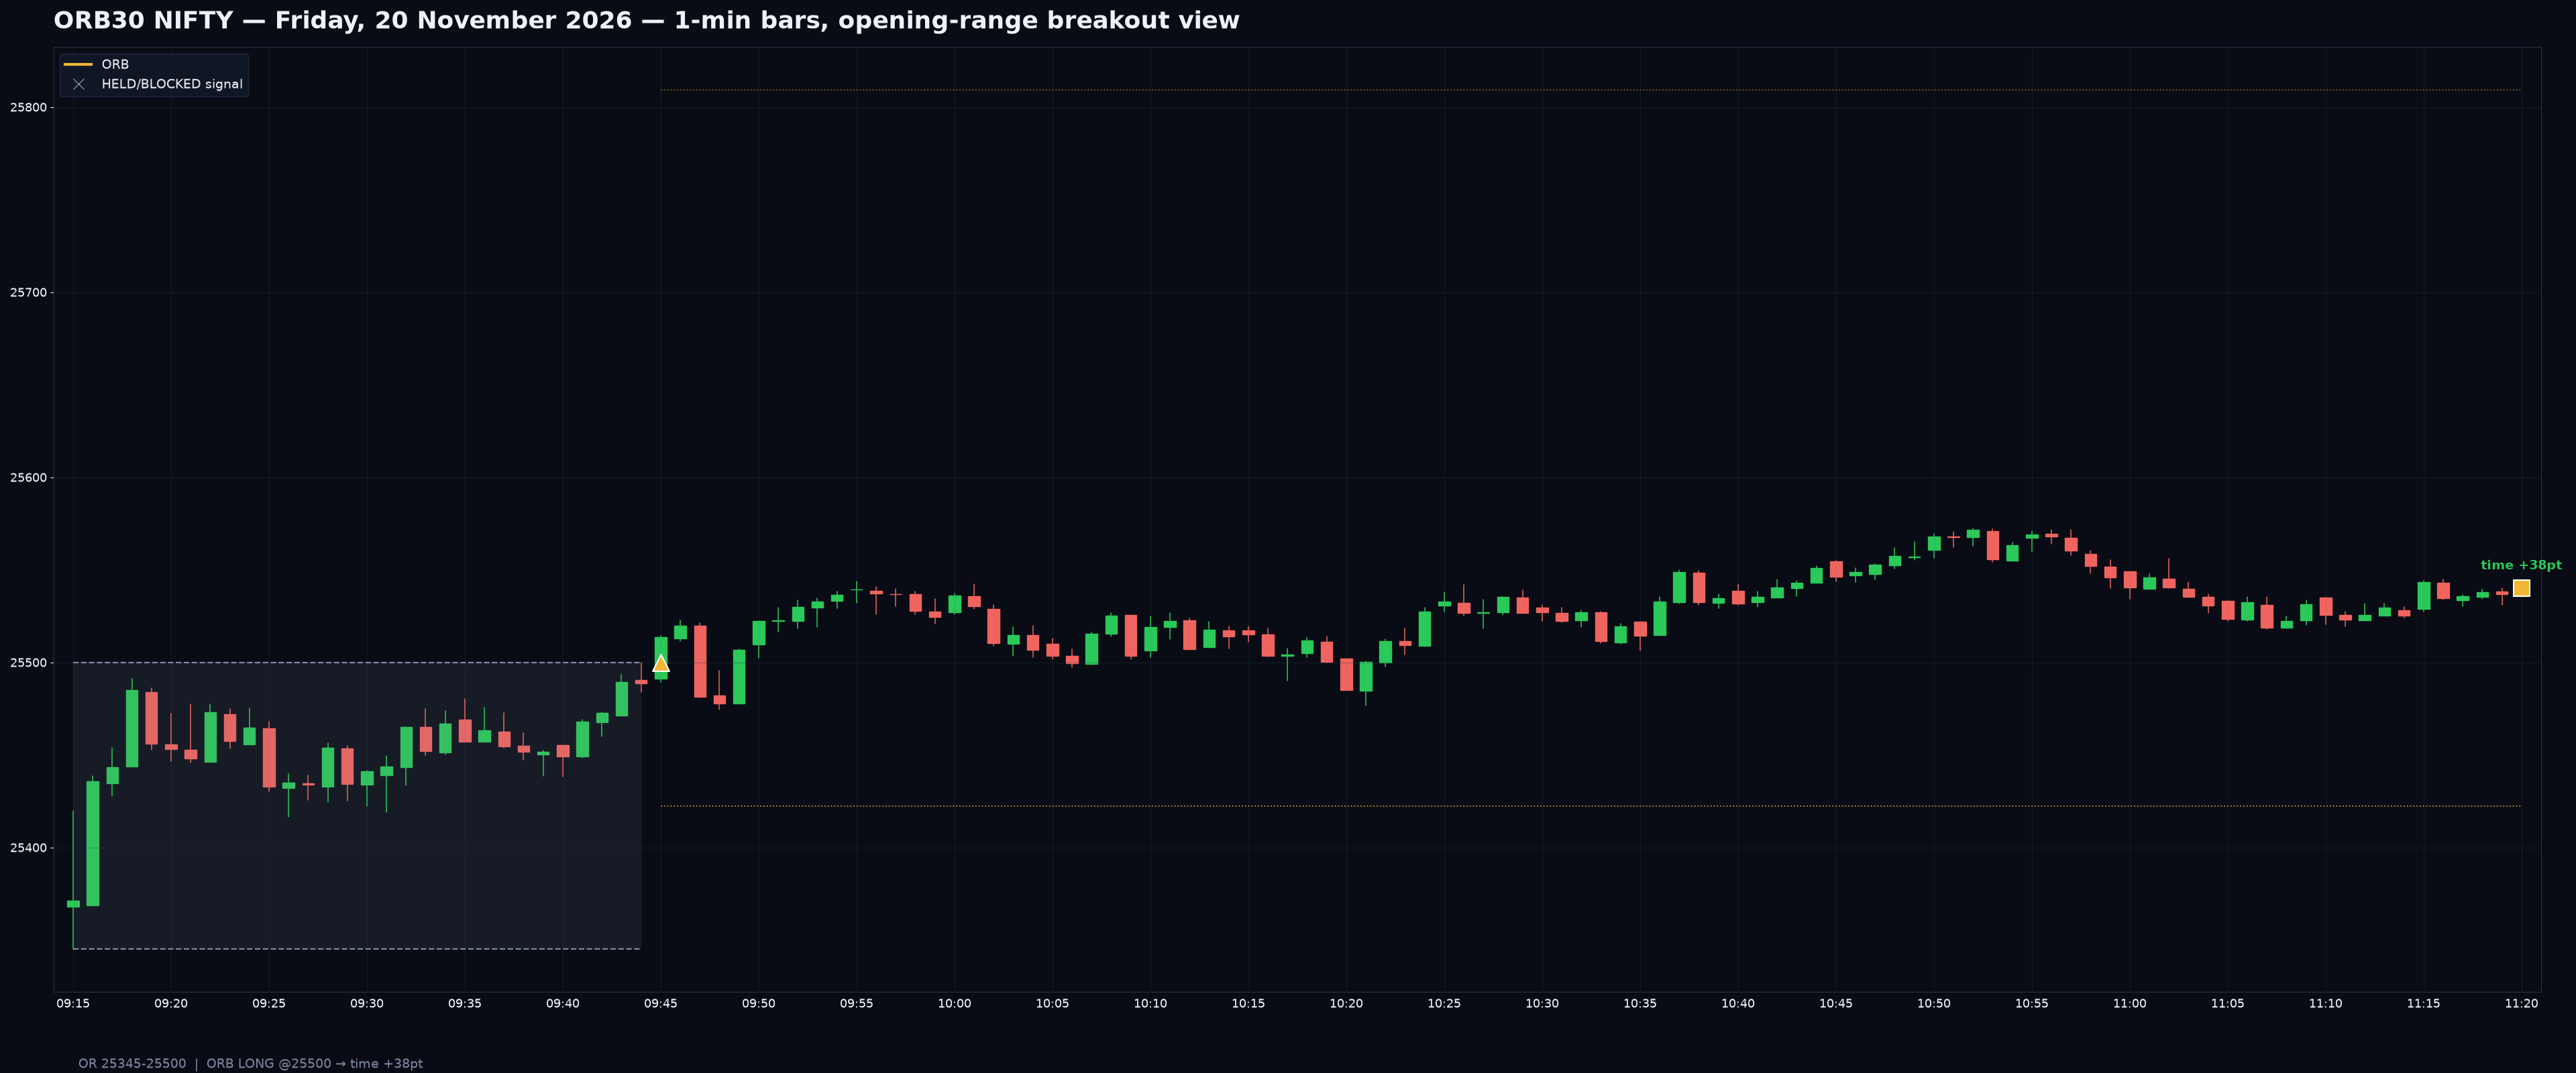 ORB30 NIFTY — Friday, 20 November 2026 — 1-min bars, opening-range breakout view
ORB
HELD/BLOCKED signal
25800
25700
25600
time +38pt
25500
25400
09:15 09:20 09:25 09:30 09:35 09:40 09:45 09:50 09:55 10:00 10:05 10:10 10:15 10:20 10:25 10:30 10:35 10:40 10:45 10:50 10:55 11:00 11:05 11:10 11:15 11:20
OR 25345-25500 | ORB LONG @25500 → time +38pt